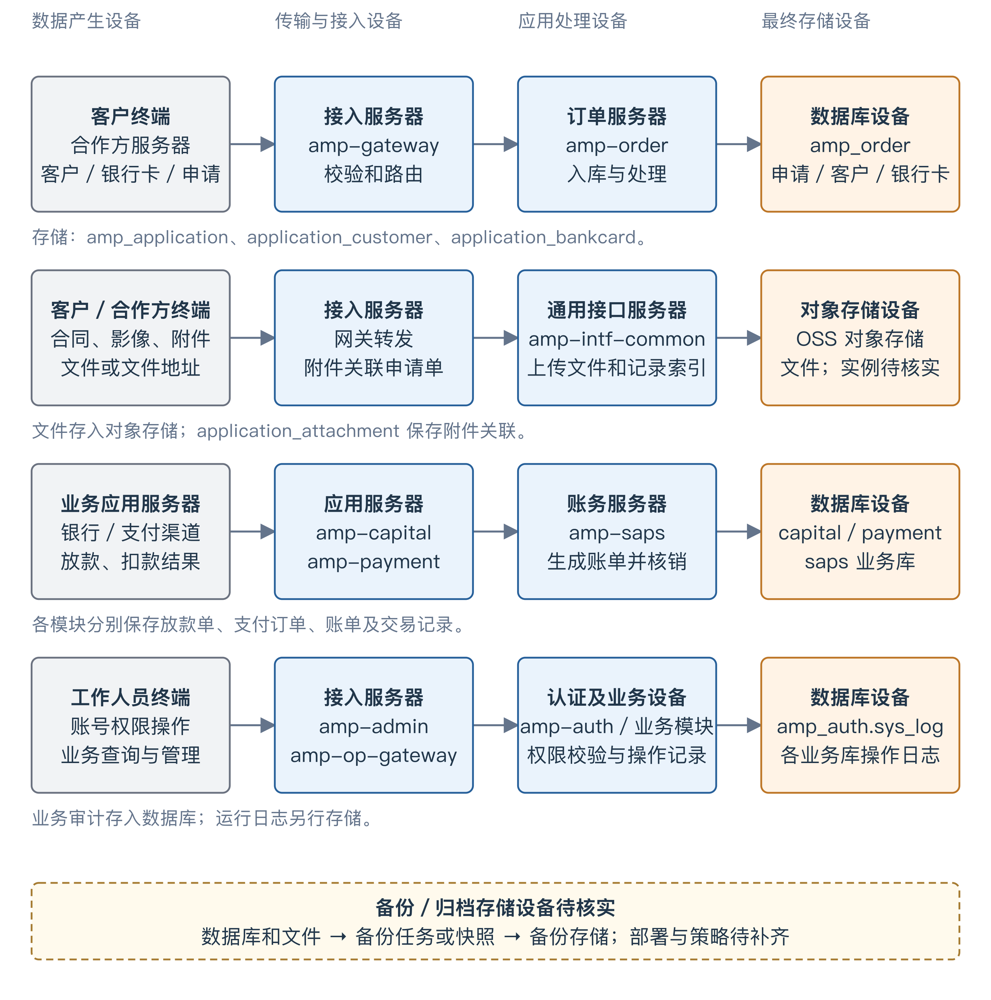 数据产生设备
传输与接入设备
应用处理设备
最终存储设备
客户终端
合作方服务器
客户 / 银行卡 / 申请
接入服务器
amp-gateway
校验和路由
订单服务器
amp-order
入库与处理
数据库设备
amp_order
申请 / 客户 / 银行卡
存储：amp_application、application_customer、application_bankcard。
客户 / 合作方终端
合同、影像、附件
文件或文件地址
接入服务器
网关转发
附件关联申请单
通用接口服务器
amp-intf-common
上传文件和记录索引
对象存储设备
OSS 对象存储
文件；实例待核实
文件存入对象存储；application_attachment 保存附件关联。
业务应用服务器
银行 / 支付渠道
放款、扣款结果
应用服务器
amp-capital
amp-payment
账务服务器
amp-saps
生成账单并核销
数据库设备
capital / payment
saps 业务库
各模块分别保存放款单、支付订单、账单及交易记录。
工作人员终端
账号权限操作
业务查询与管理
接入服务器
amp-admin
amp-op-gateway
认证及业务设备
amp-auth / 业务模块
权限校验与操作记录
数据库设备
amp_auth.sys_log
各业务库操作日志
业务审计存入数据库；运行日志另行存储。
备份 / 归档存储设备待核实
数据库和文件 → 备份任务或快照 → 备份存储；部署与策略待补齐